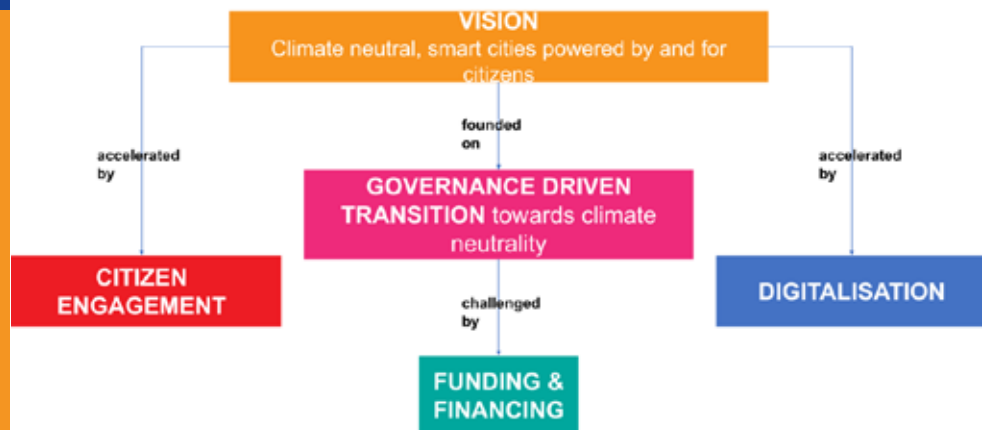 VISION
Climate neutral, smart cities powered by and for
citizens
accelerated
by
founded
on
accelerated
by
GOVERNANCE DRIVEN
TRANSITION towards climate
neutrality
CITIZEN
ENGAGEMENT
DIGITALISATION
challenged
by
FUNDING &
FINANCING